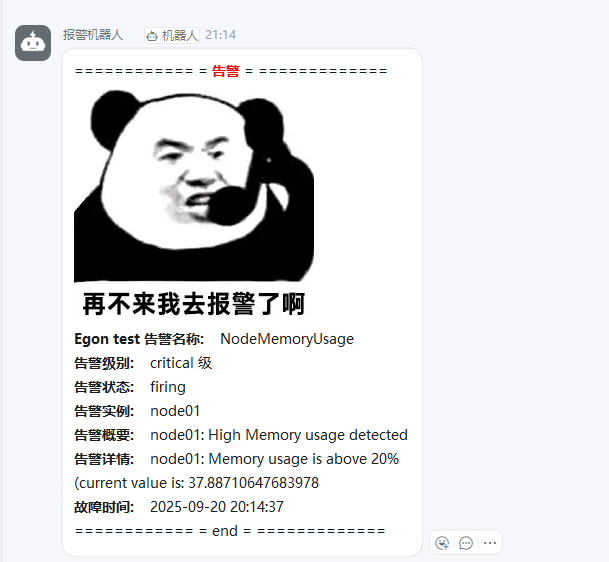 报警机器人 机器人 21:14
============ = 告警 = =============
再不来我去报警了啊
Egon test 告警名称: NodeMemoryUsage
告警级别: critical 级
告警状态: firing
告警实例: node01
告警概要: node01: High Memory usage detected
告警详情: node01: Memory usage is above 20%
(current value is: 37.88710647683978
故障时间: 2025-09-20 20:14:37
============ = end = =============